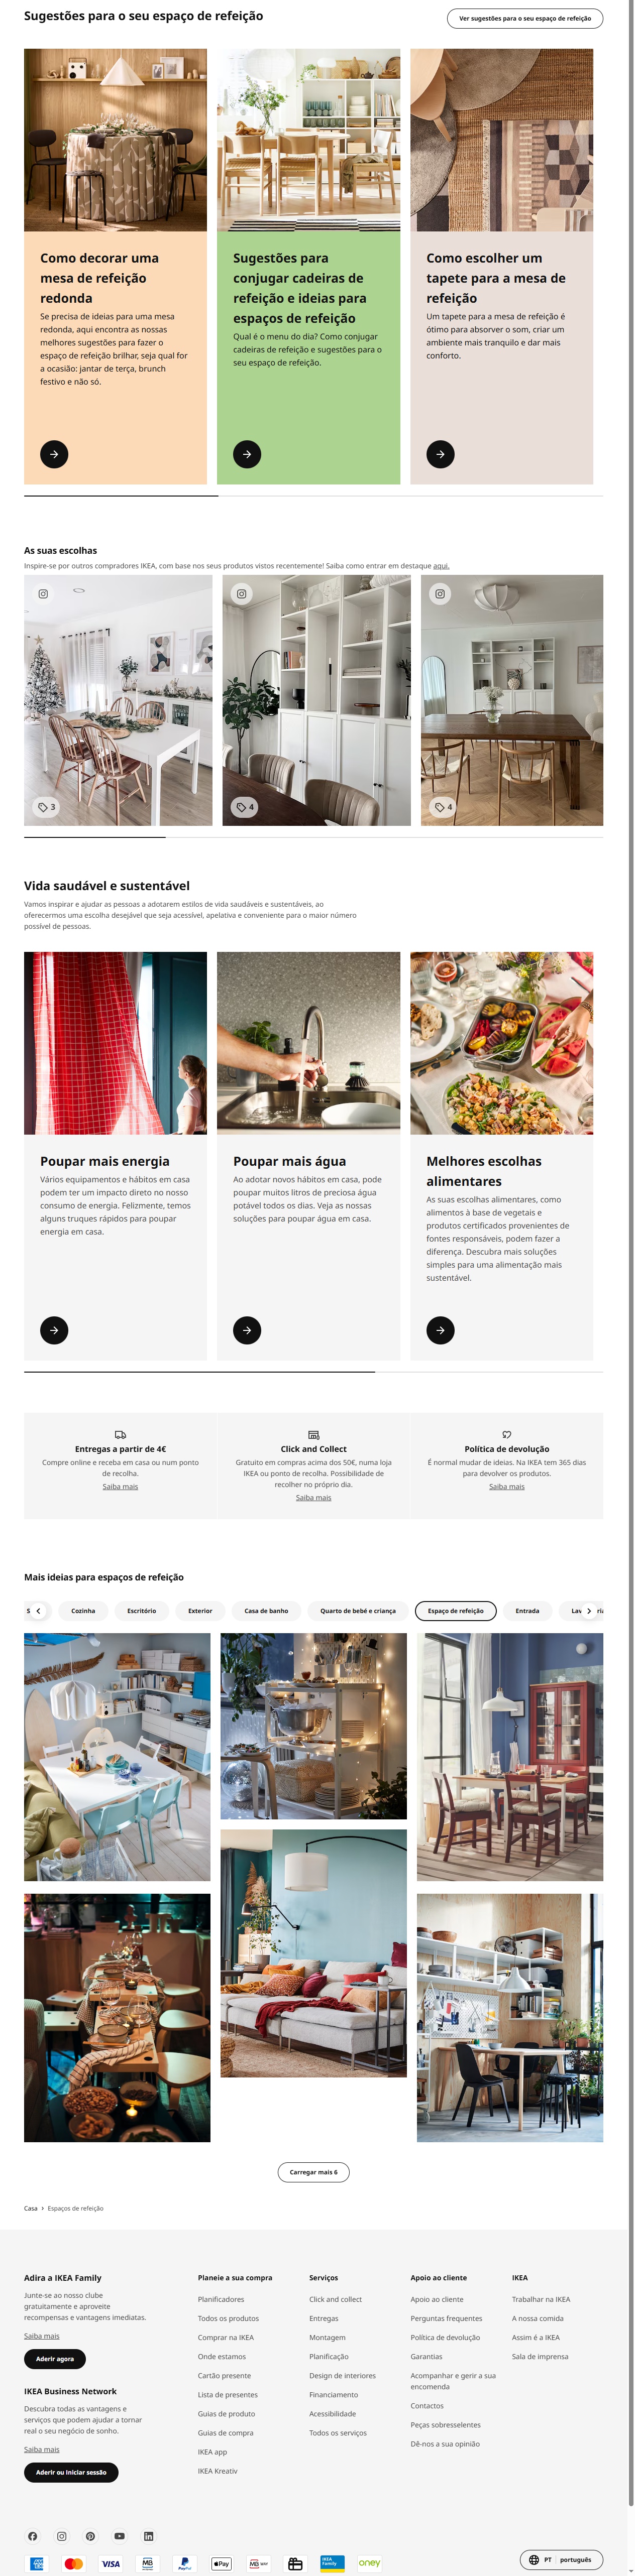 Sugestões para o seu espaço de refeição
Ver sugestões para o seu espaço de refeição
Como decorar uma
mesa de refeição
redonda
Se precisa de ideias para uma mesa
redonda, aqui encontra as nossas
melhores sugestões para fazer o
espaço de refeição brilhar, seja qual for
a ocasião: jantar de terça, brunch
festivo e não só.
Sugestões para
conjugar cadeiras de
refeição e ideias para
espaços de refeição
Qual é o menu do dia? Como conjugar
cadeiras de refeição e sugestões para o
seu espaço de refeição.
Como escolher um
tapete para a mesa de
refeição
Um tapete para a mesa de refeição é
ótimo para absorver o som, criar um
ambiente mais tranquilo e dar mais
conforto.
As suas escolhas
Inspire-se por outros compradores IKEA, com base nos seus produtos vistos recentemente! Saiba como entrar em destaque aqui.
3
4
4
Vida saudável e sustentável
Vamos inspirar e ajudar as pessoas a adotarem estilos de vida saudáveis e sustentáveis, ao
oferecermos uma escolha desejável que seja acessível, apelativa e conveniente para o maior número
possível de pessoas.
Poupar mais energia
Vários equipamentos e hábitos em casa
podem ter um impacto direto no nosso
consumo de energia. Felizmente, temos
alguns truques rápidos para poupar
energia em casa.
Poupar mais água
Ao adotar novos hábitos em casa, pode
poupar muitos litros de preciosa água
potável todos os dias. Veja as nossas
soluções para poupar água em casa.
Melhores escolhas
alimentares
As suas escolhas alimentares, como
alimentos à base de vegetais e
produtos certificados provenientes de
fontes responsáveis, podem fazer a
diferença. Descubra mais soluções
simples para uma alimentação mais
sustentável.
Entregas a partir de 4€
Compre online e receba em casa ou num ponto
de recolha.
Saiba mais
Click and Collect
Gratuito em compras acima dos 50€, numa loja
IKEA ou ponto de recolha. Possibilidade de
recolher no próprio dia.
Saiba mais
Política de devolução
É normal mudar de ideias. Na IKEA tem 365 dias
para devolver os produtos.
Saiba mais
Mais ideias para espaços de refeição
S
Cozinha
Escritório
Exterior
Casa de banho
Quarto de bebé e criança
Espaço de refeição
Entrada
Lav
ria
Carregar mais 6
Casa › Espaços de refeição
Adira a IKEA Family
Junte-se ao nosso clube
gratuitamente e aproveite
recompensas e vantagens imediatas.
Saiba mais
Aderir agora
IKEA Business Network
Descubra todas as vantagens e
serviços que podem ajudar a tornar
real o seu negócio de sonho.
Saiba mais
Aderir ou Iniciar sessão
Planeie a sua compra
Planificadores
Todos os produtos
Comprar na IKEA
Onde estamos
Cartão presente
Lista de presentes
Guias de produto
Guias de compra
IKEA app
IKEA Kreativ
Serviços
Click and collect
Entregas
Montagem
Planificação
Design de interiores
Financiamento
Acessibilidade
Todos os serviços
Apoio ao cliente
Apoio ao cliente
Perguntas frequentes
Política de devolução
Garantias
Acompanhar e gerir a sua
encomenda
Contactos
Peças sobresselentes
Dê-nos a sua opinião
IKEA
Trabalhar na IKEA
A nossa comida
Assim é a IKEA
Sala de imprensa
VISA
MB
PayPal
Pay
MB WAY
IKEA
Family
oney
PT
português